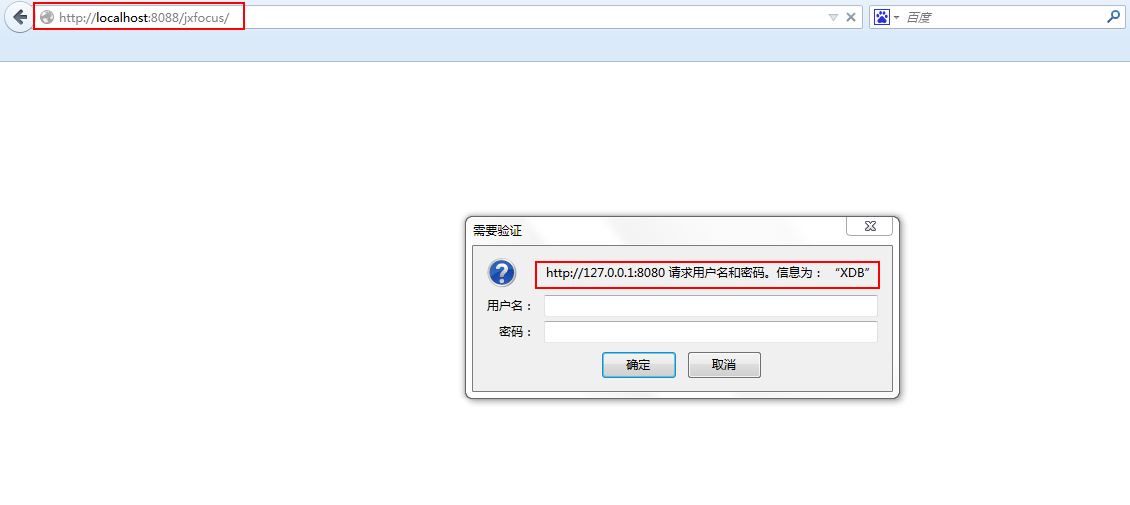 http://localhost:8088/jxfocus/
百度
需要验证
http://127.0.0.1:8080 请求用户名和密码。信息为： “XDB”
用户名：
密码：
确定
取消